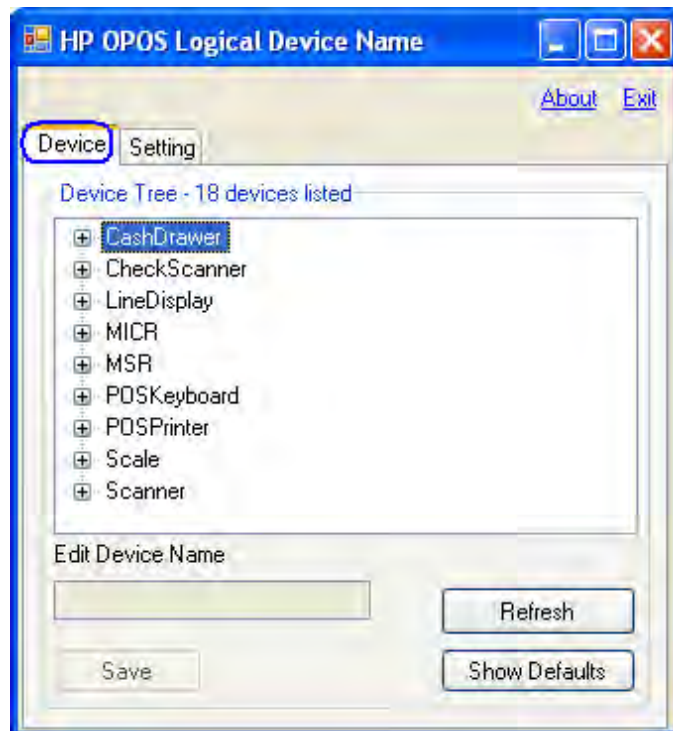 HP OPOS Logical Device Name
About Exit
Device Setting
Device Tree - 18 devices listed
CashDrawer
CheckScanner
LineDisplay
MICR
MSR
POSKeyboard
POSPrinter
Scale
Scanner
Edit Device Name
Refresh
Save
Show Defaults